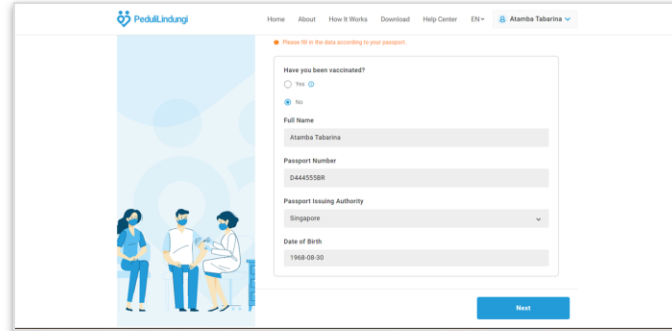 PeduliLindungi Home About How It Works Download Help Center EN Atamba Tabarina
Please fill in the data according to your passport.
Have you been vaccinated?
Yes
No
Full Name
Atamba Tabarina
Passport Number
D444555BR
Passport Issuing Authority
Singapore
Date of Birth
1968-08-30
Next